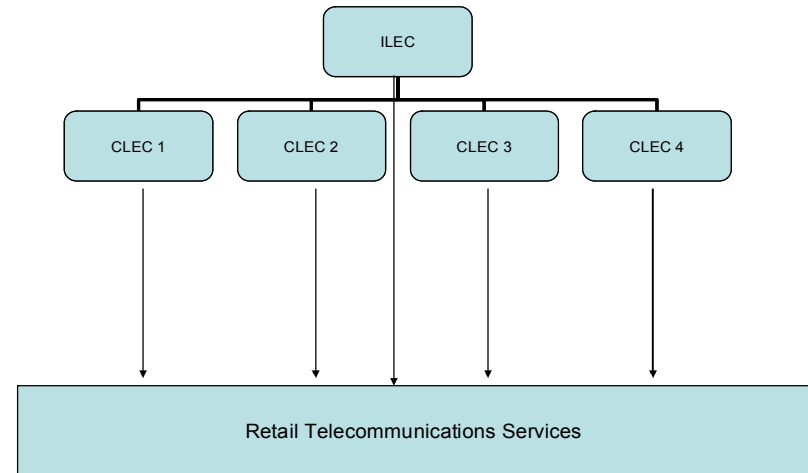 ILEC
CLEC 1
CLEC 2
CLEC 3
CLEC 4
Retail Telecommunications Services